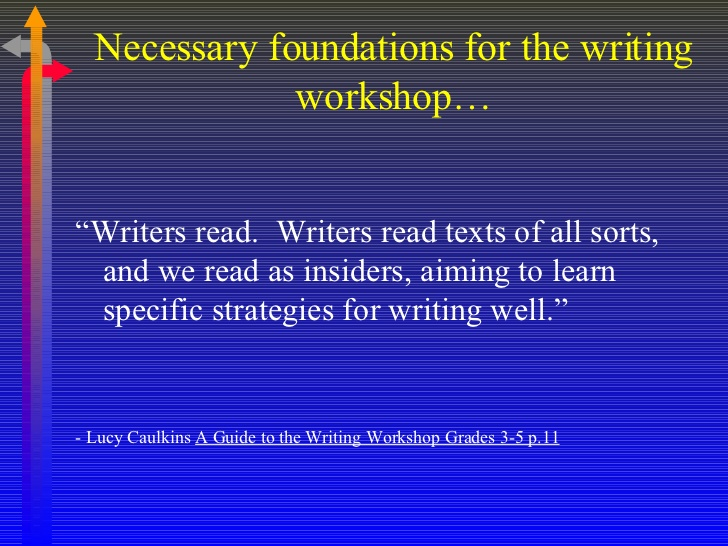 Necessary foundations for the writing
workshop…
“Writers read.  Writers read texts of all sorts,
and we read as insiders, aiming to learn
specific strategies for writing well.”
- Lucy Caulkins A Guide to the Writing Workshop Grades 3-5 p.11